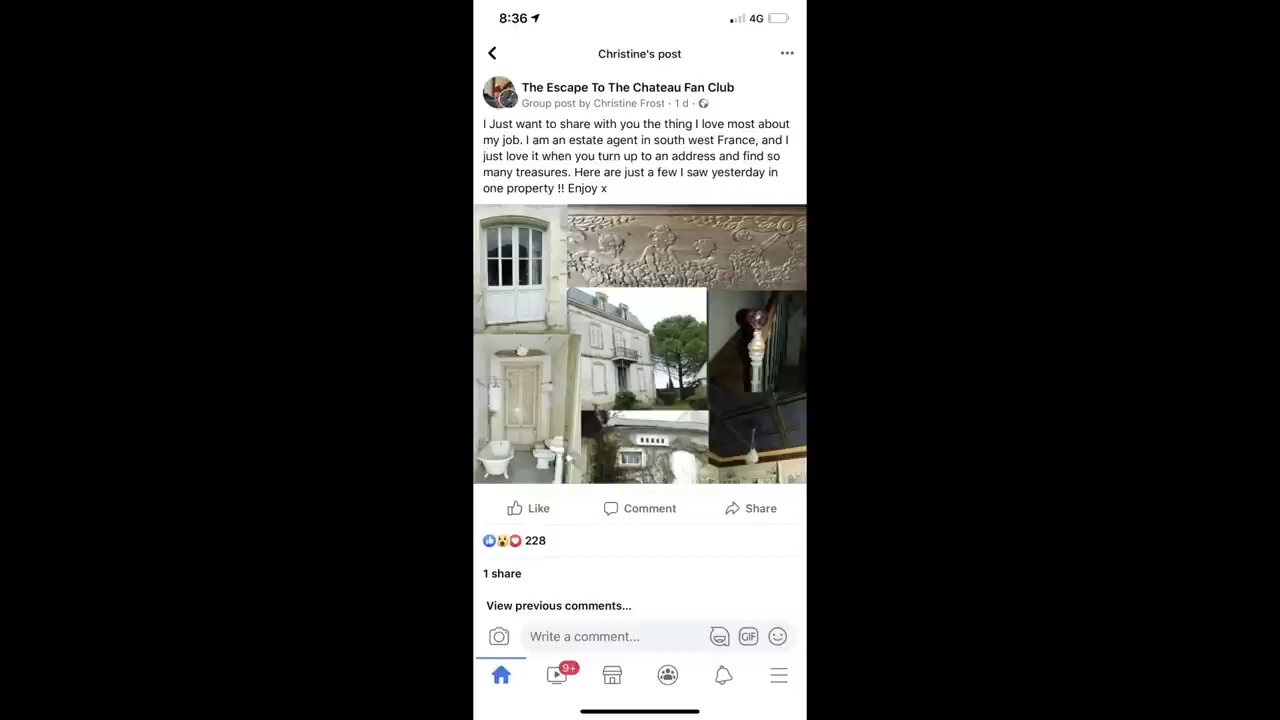 8:36
4G
Christine's post
The Escape To The Chateau Fan Club
Group post by Christine Frost · 1 d ·
I Just want to share with you the thing I love most about
my job. I am an estate agent in south west France, and I
just love it when you turn up to an address and find so
many treasures. Here are just a few I saw yesterday in
one property !! Enjoy x
Like Comment Share
228
1 share
View previous comments...
Write a comment... GIF
9+